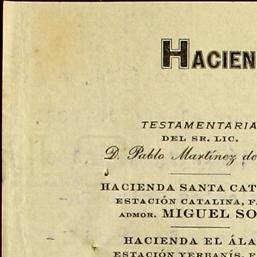 HACIEN
TESTAMENTARIA
DEL SR. LIC.
D. Pablo Martínez de
HACIENDA SANTA CAT
ESTACIÓN CATALINA, F.
ADMOR. MIGUEL SO
HACIENDA EL ÁLA
ESTACIÓN YERBANÍS, F.